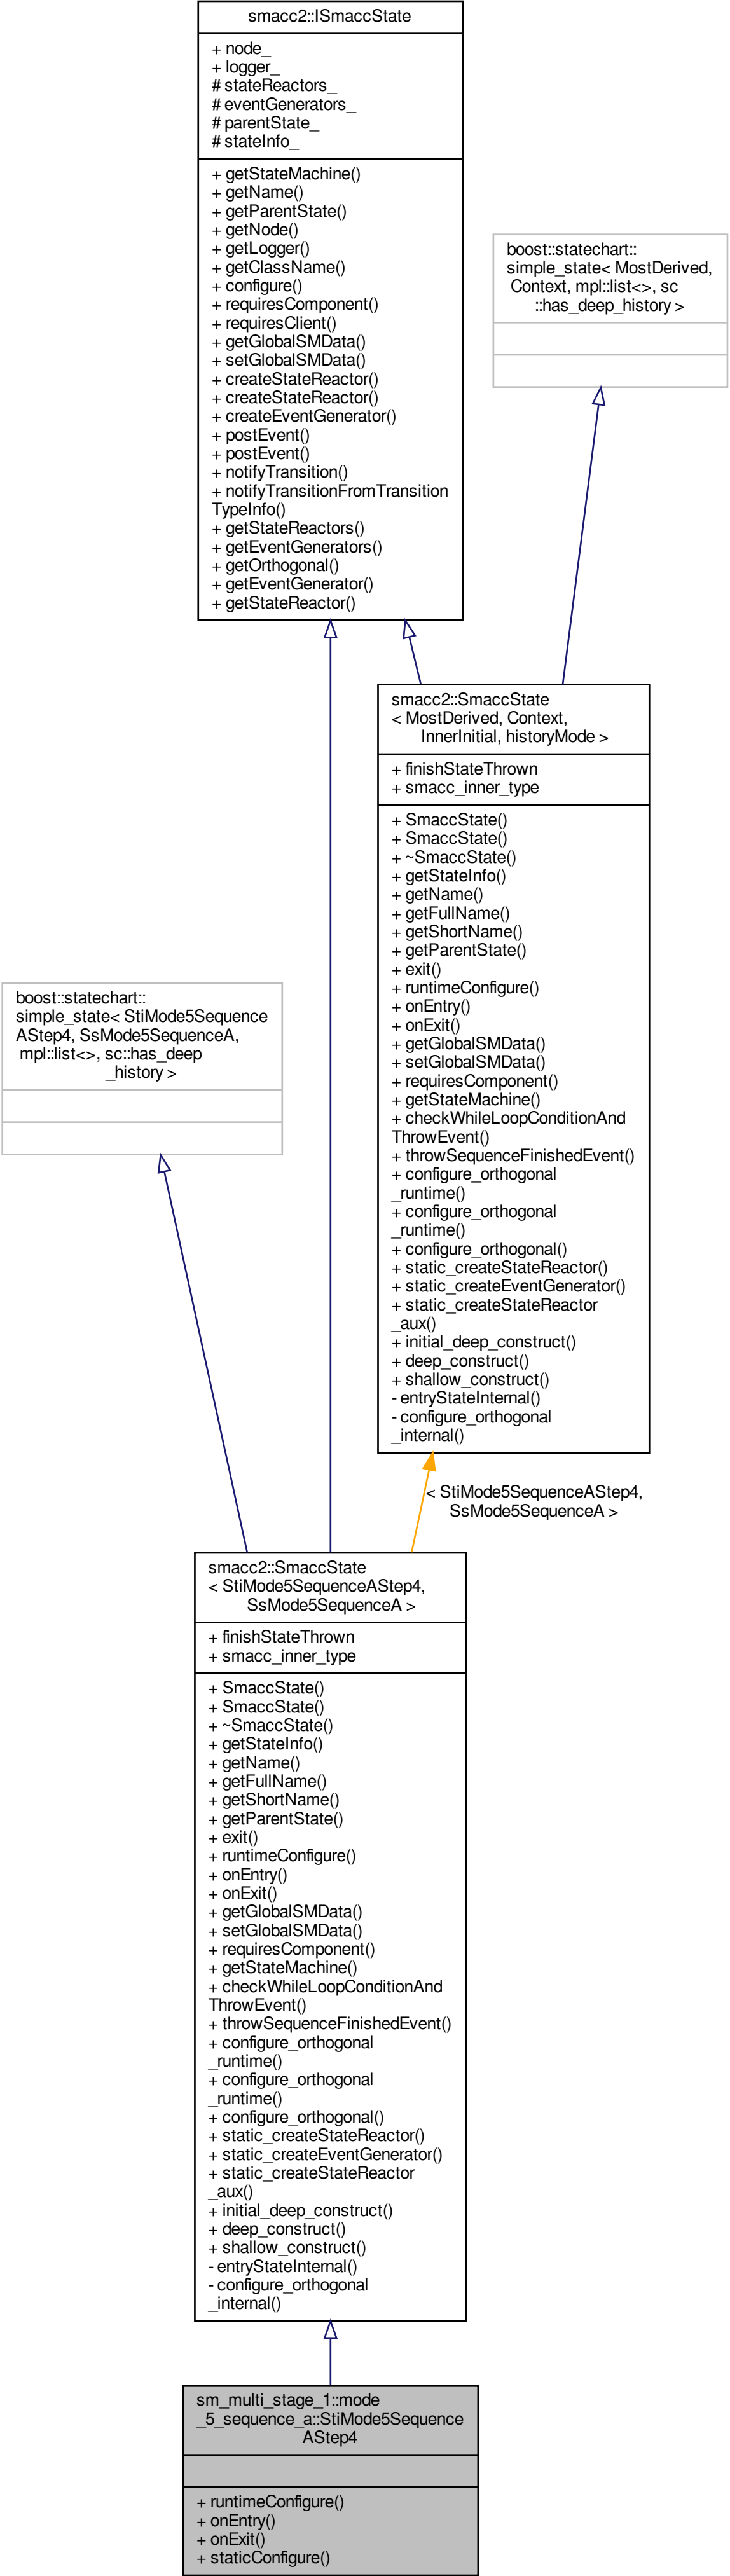 smacc2::ISmaccState
+ node_
+ logger_
# stateReactors_
# eventGenerators_
# parentState_
# stateInfo_
+ getStateMachine()
+ getName()
+ getParentState()
+ getNode()
+ getLogger()
+ getClassName()
+ configure()
+ requiresComponent()
+ requiresClient()
+ getGlobalSMData()
+ setGlobalSMData()
+ createStateReactor()
+ createStateReactor()
+ createEventGenerator()
+ postEvent()
+ postEvent()
+ notifyTransition()
+ notifyTransitionFromTransition
TypeInfo()
+ getStateReactors()
+ getEventGenerators()
+ getOrthogonal()
+ getEventGenerator()
+ getStateReactor()
boost::statechart::
simple_state< MostDerived,
Context, mpl::list<>, sc
::has_deep_history >
smacc2::SmaccState
< MostDerived, Context,
InnerInitial, historyMode >
+ finishStateThrown
+ smacc_inner_type
+ SmaccState()
+ SmaccState()
+ ~SmaccState()
+ getStateInfo()
+ getName()
+ getFullName()
+ getShortName()
+ getParentState()
+ exit()
+ runtimeConfigure()
+ onEntry()
+ onExit()
+ getGlobalSMData()
+ setGlobalSMData()
+ requiresComponent()
+ getStateMachine()
+ checkWhileLoopConditionAnd
ThrowEvent()
+ throwSequenceFinishedEvent()
+ configure_orthogonal
_runtime()
+ configure_orthogonal
_runtime()
+ configure_orthogonal()
+ static_createStateReactor()
+ static_createEventGenerator()
+ static_createStateReactor
_aux()
+ initial_deep_construct()
+ deep_construct()
+ shallow_construct()
- entryStateInternal()
- configure_orthogonal
_internal()
boost::statechart::
simple_state< StiMode5Sequence
AStep4, SsMode5SequenceA,
mpl::list<>, sc::has_deep
_history >
< StiMode5SequenceAStep4,
SsMode5SequenceA >
smacc2::SmaccState
< StiMode5SequenceAStep4,
SsMode5SequenceA >
+ finishStateThrown
+ smacc_inner_type
+ SmaccState()
+ SmaccState()
+ ~SmaccState()
+ getStateInfo()
+ getName()
+ getFullName()
+ getShortName()
+ getParentState()
+ exit()
+ runtimeConfigure()
+ onEntry()
+ onExit()
+ getGlobalSMData()
+ setGlobalSMData()
+ requiresComponent()
+ getStateMachine()
+ checkWhileLoopConditionAnd
ThrowEvent()
+ throwSequenceFinishedEvent()
+ configure_orthogonal
_runtime()
+ configure_orthogonal
_runtime()
+ configure_orthogonal()
+ static_createStateReactor()
+ static_createEventGenerator()
+ static_createStateReactor
_aux()
+ initial_deep_construct()
+ deep_construct()
+ shallow_construct()
- entryStateInternal()
- configure_orthogonal
_internal()
sm_multi_stage_1::mode
_5_sequence_a::StiMode5Sequence
AStep4
+ runtimeConfigure()
+ onEntry()
+ onExit()
+ staticConfigure()